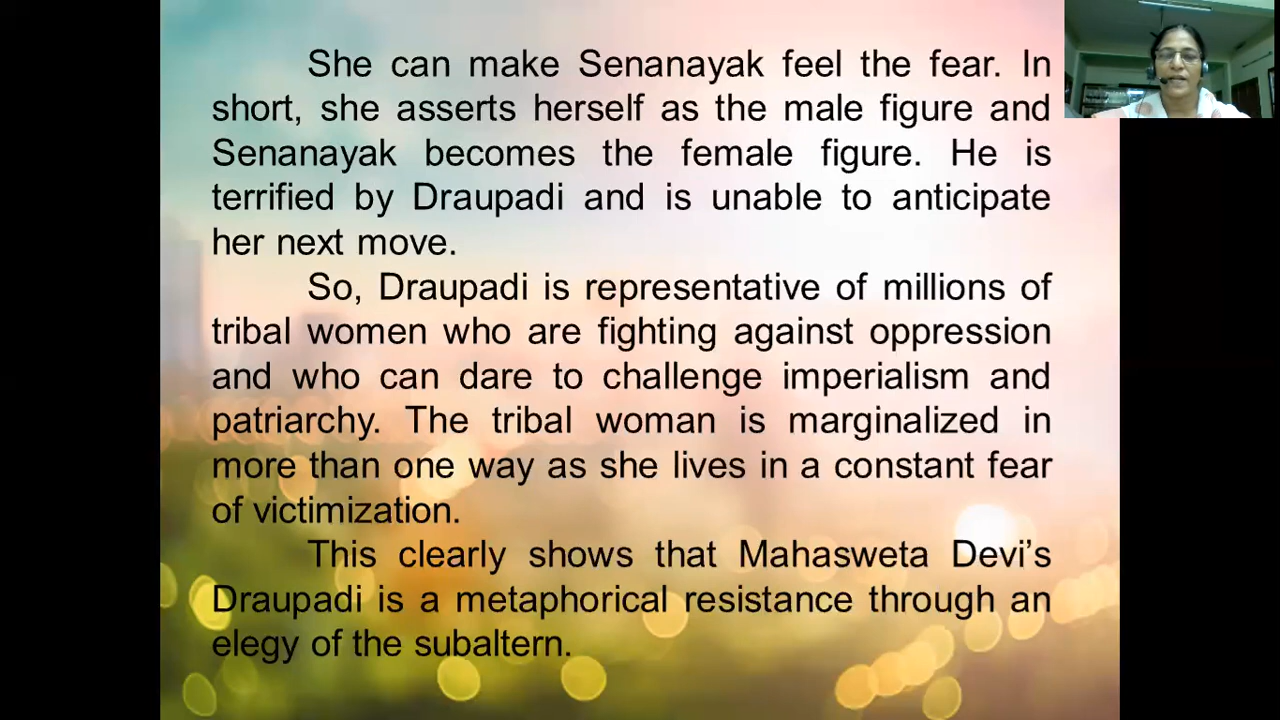 She can make Senanayak feel the fear. In
short, she asserts herself as the male figure and
Senanayak becomes the female figure. He is
terrified by Draupadi and is unable to anticipate
her next move.
So, Draupadi is representative of millions of
tribal women who are fighting against oppression
and who can dare to challenge imperialism and
patriarchy. The tribal woman is marginalized in
more than one way as she lives in a constant fear
of victimization.
This clearly shows that Mahasweta Devi’s
Draupadi is a metaphorical resistance through an
elegy of the subaltern.